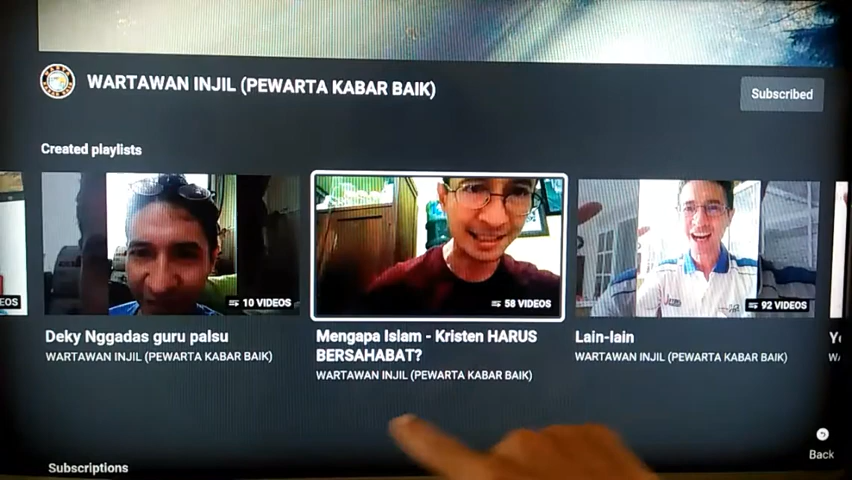 WARTAWAN INJIL (PEWARTA KABAR BAIK)
Subscribed
Created playlists
EOS
10 VIDEOS
58 VIDEOS
92 VIDEOS
Deky Nggadas guru palsu
WARTAWAN INJIL (PEWARTA KABAR BAIK)
Mengapa Islam - Kristen HARUS
BERSAHABAT?
WARTAWAN INJIL (PEWARTA KABAR BAIK)
Lain-lain
WARTAWAN INJIL (PEWARTA KABAR BAIK)
Back
Subscriptions